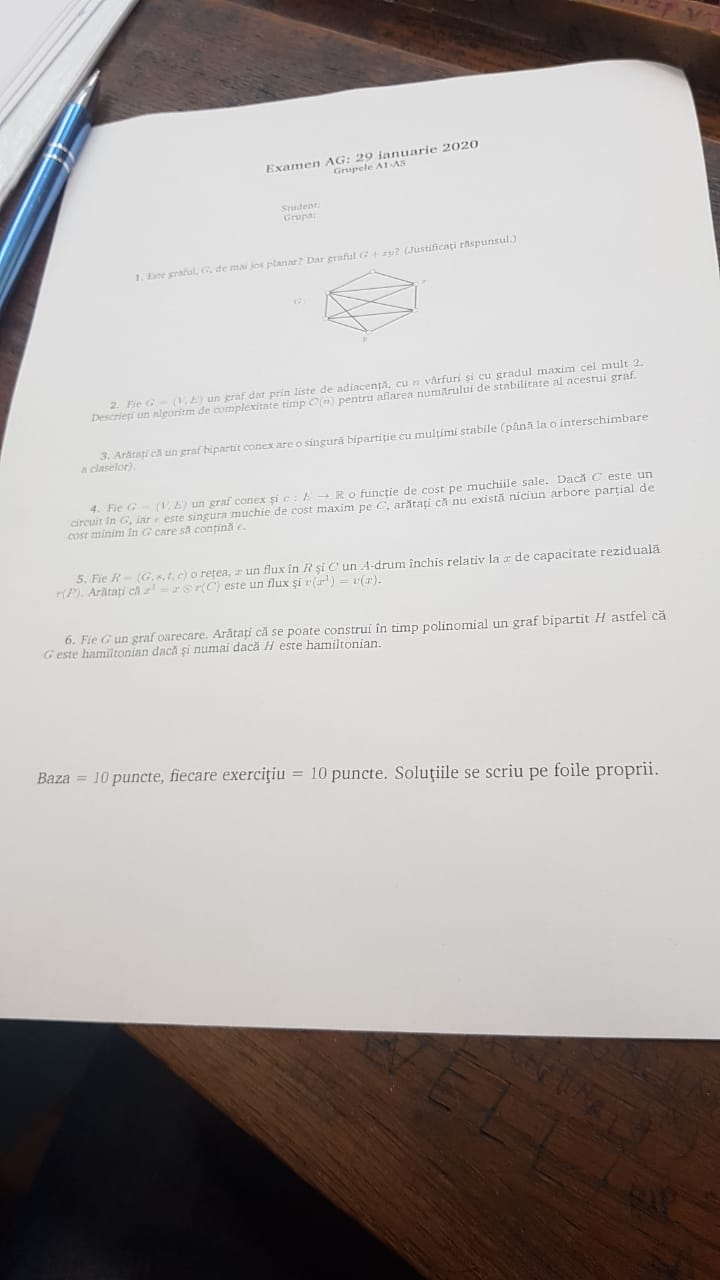 Examen AG: 29 ianuarie 2020
Grupele A1-A5
Student:
Grupa:
1. Este graful, G, de mai jos planar? Dar graful G + xy? (Justificați răspunsul.)
G:
x
y
2. Fie G = (V, E) un graf dat prin liste de adiacență, cu n vârfuri și cu gradul maxim cel mult 2.
Descrieți un algoritm de complexitate timp O(n) pentru aflarea numărului de stabilitate al acestui graf.
3. Arătați că un graf bipartit conex are o singură bipartiție cu mulțimi stabile (până la o interschimbare
a claselor).
4. Fie G = (V, E) un graf conex și c : E → ℝ o funcție de cost pe muchiile sale. Dacă C este un
circuit în G, iar e este singura muchie de cost maxim pe C, arătați că nu există niciun arbore parțial de
cost minim în G care să conțină e.
5. Fie R = (G, s, t, c) o rețea, x un flux în R și C un A-drum închis relativ la x de capacitate reziduală
r(P). Arătați că x¹ = x ⊗ r(C) este un flux și v(x¹) = v(x).
6. Fie G un graf oarecare. Arătați că se poate construi în timp polinomial un graf bipartit H astfel că
G este hamiltonian dacă și numai dacă H este hamiltonian.
Baza = 10 puncte, fiecare exercițiu = 10 puncte. Soluțiile se scriu pe foile proprii.